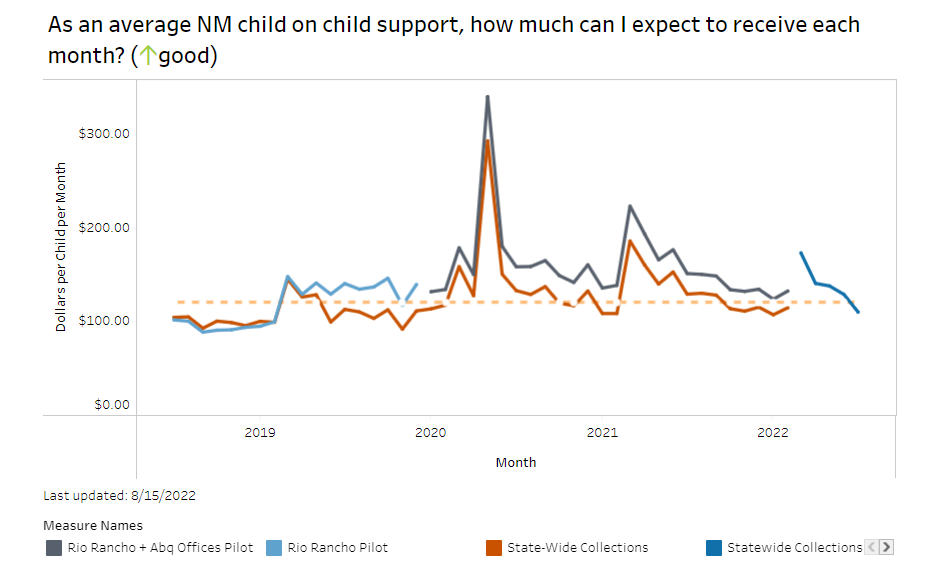 As an average NM child on child support, how much can I expect to receive each
month? (↑good)
Dollars per Child per Month
$300.00
$200.00
$100.00
$0.00
2019 2020 2021 2022
Month
Last updated: 8/15/2022
Measure Names
Rio Rancho + Abq Offices Pilot Rio Rancho Pilot State-Wide Collections Statewide Collections